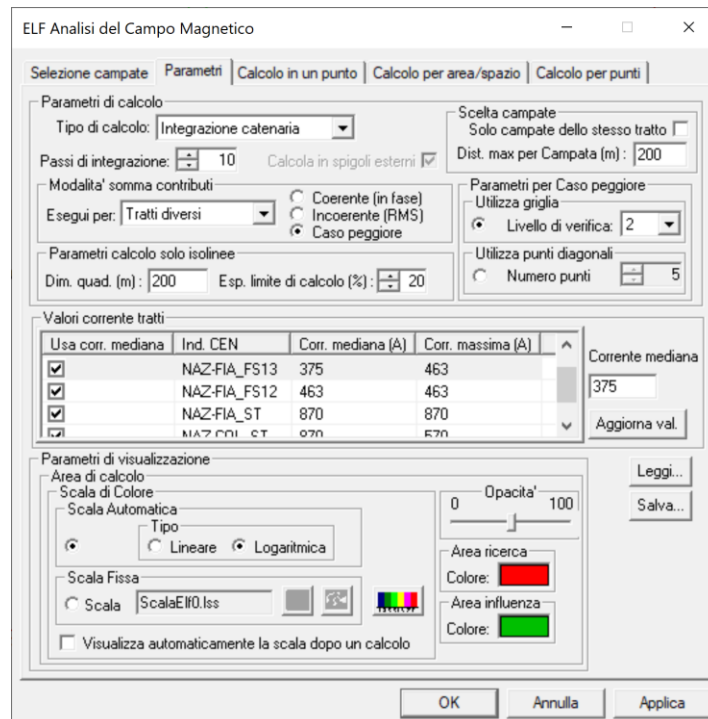 ELF Analisi del Campo Magnetico
Selezione campate Parametri Calcolo in un punto Calcolo per area/spazio Calcolo per punti
Parametri di calcolo
Tipo di calcolo: Integrazione catenaria
Passi di integrazione: 10 Calcola in spigoli esterni
Scelta campate
Solo campate dello stesso tratto
Dist. max per Campata (m) : 200
Modalita' somma contributi
Esegui per: Tratti diversi
Coerente (in fase)
Incoerente (RMS)
Caso peggiore
Parametri per Caso peggiore
Utilizza griglia
Livello di verifica: 2
Utilizza punti diagonali
Numero punti 5
Parametri calcolo solo isolinee
Dim. quad. (m) : 200 Esp. limite di calcolo (%) : 20
Valori corrente tratti
Usa corr. mediana Ind. CEN Corr. mediana (A) Corr. massima (A)
NAZ-FIA_FS13 375 463
NAZ-FIA_FS12 463 463
NAZ-FIA_ST 870 870
NAZ-COL_ST 870 570
Corrente mediana
375
Aggiorna val.
Parametri di visualizzazione
Area di calcolo
Scala di Colore
Scala Automatica
Tipo
Lineare Logaritmica
Scala Fissa
Scala ScalaElf0.lss
Visualizza automaticamente la scala dopo un calcolo
Opacita'
0 100
Area ricerca
Colore:
Area influenza
Colore:
Leggi...
Salva...
OK Annulla Applica